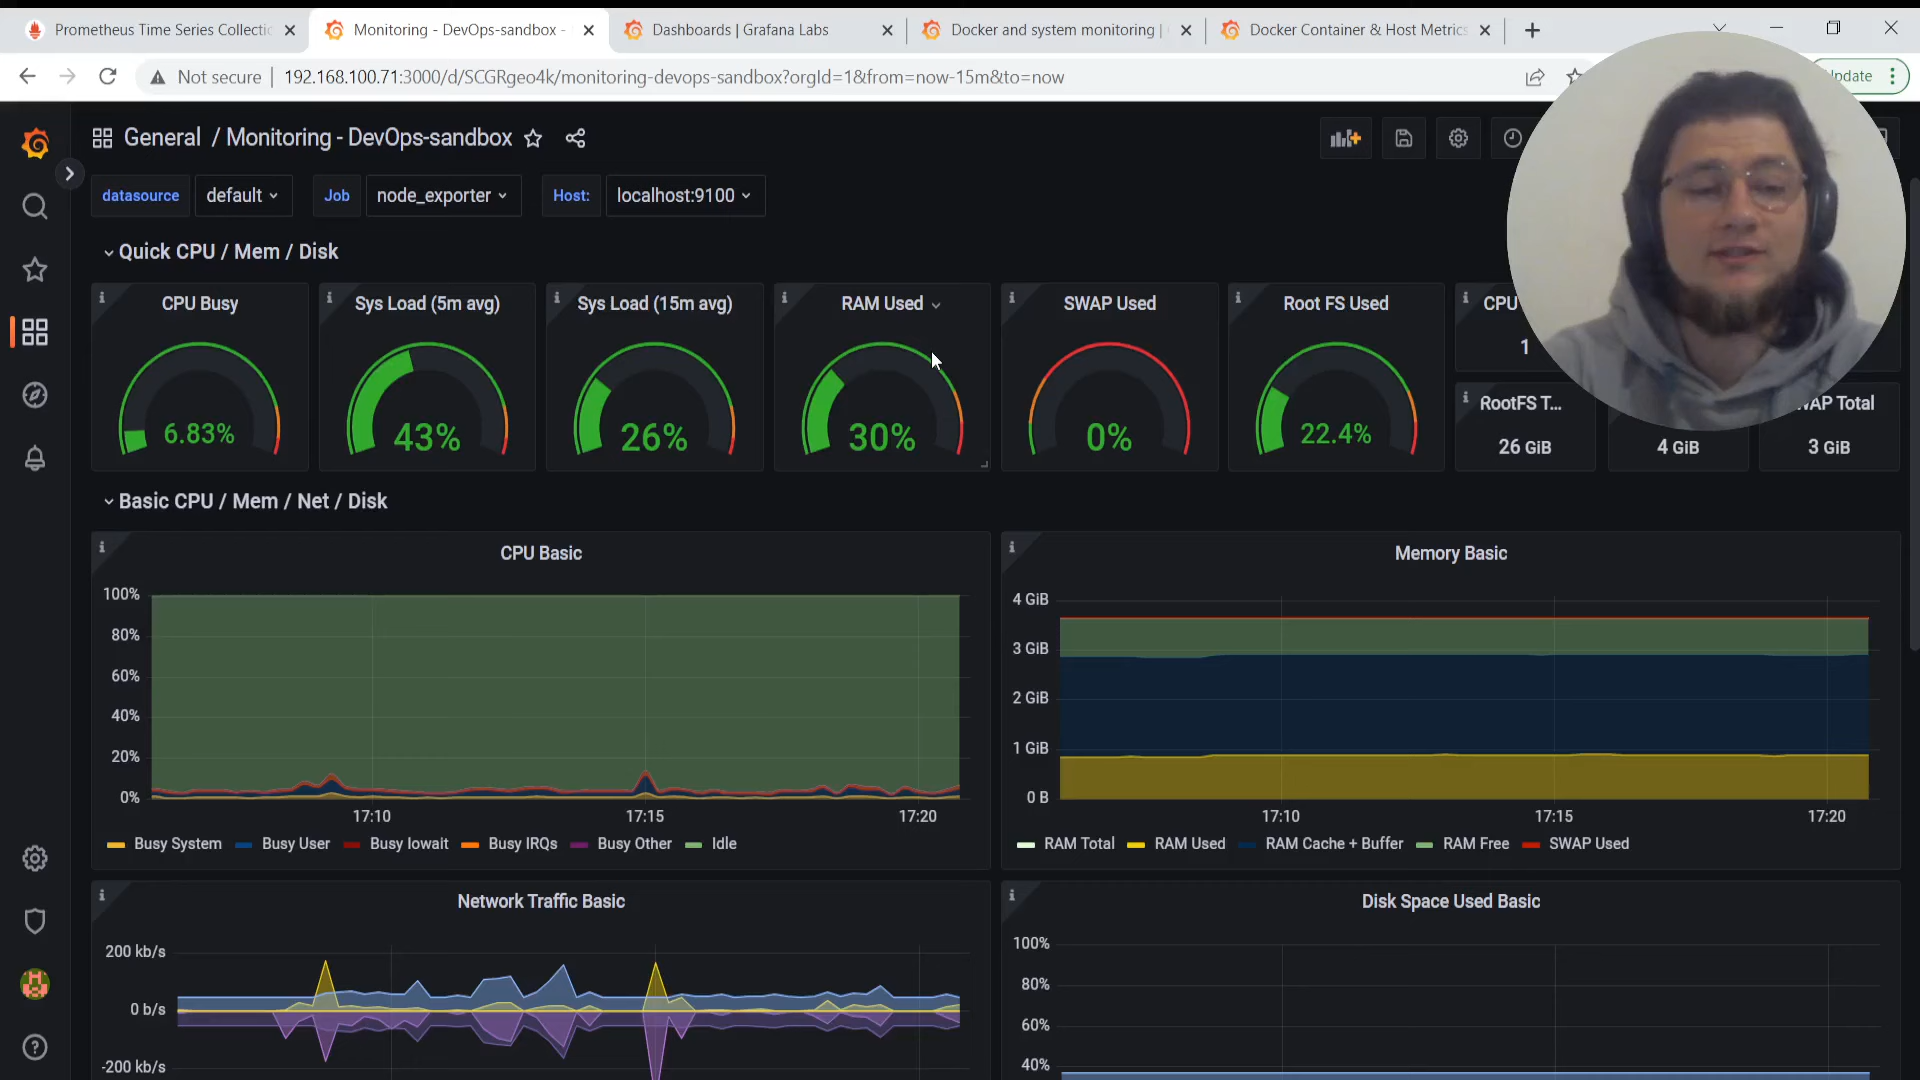 Prometheus Time Series Collectio
Monitoring - DevOps-sandbox -
Dashboards | Grafana Labs
Docker and system monitoring |
Docker Container & Host Metrics
Not secure
192.168.100.71:3000/d/SCGRgeo4k/monitoring-devops-sandbox?orgId=1&from=now-15m&to=now
pdate
General / Monitoring - DevOps-sandbox
datasource default Job node_exporter Host: localhost:9100
Quick CPU / Mem / Disk
CPU Busy
6.83%
Sys Load (5m avg)
43%
Sys Load (15m avg)
26%
RAM Used
30%
SWAP Used
0%
Root FS Used
22.4%
CPU
1
RootFS T...
26 GiB
4 GiB
WAP Total
3 GiB
Basic CPU / Mem / Net / Disk
CPU Basic
100%
80%
60%
40%
20%
0%
17:10 17:15 17:20
Busy System Busy User Busy Iowait Busy IRQs Busy Other Idle
Memory Basic
4 GiB
3 GiB
2 GiB
1 GiB
0 B
17:10 17:15 17:20
RAM Total RAM Used RAM Cache + Buffer RAM Free SWAP Used
Network Traffic Basic
200 kb/s
0 b/s
-200 kb/s
Disk Space Used Basic
100%
80%
60%
40%